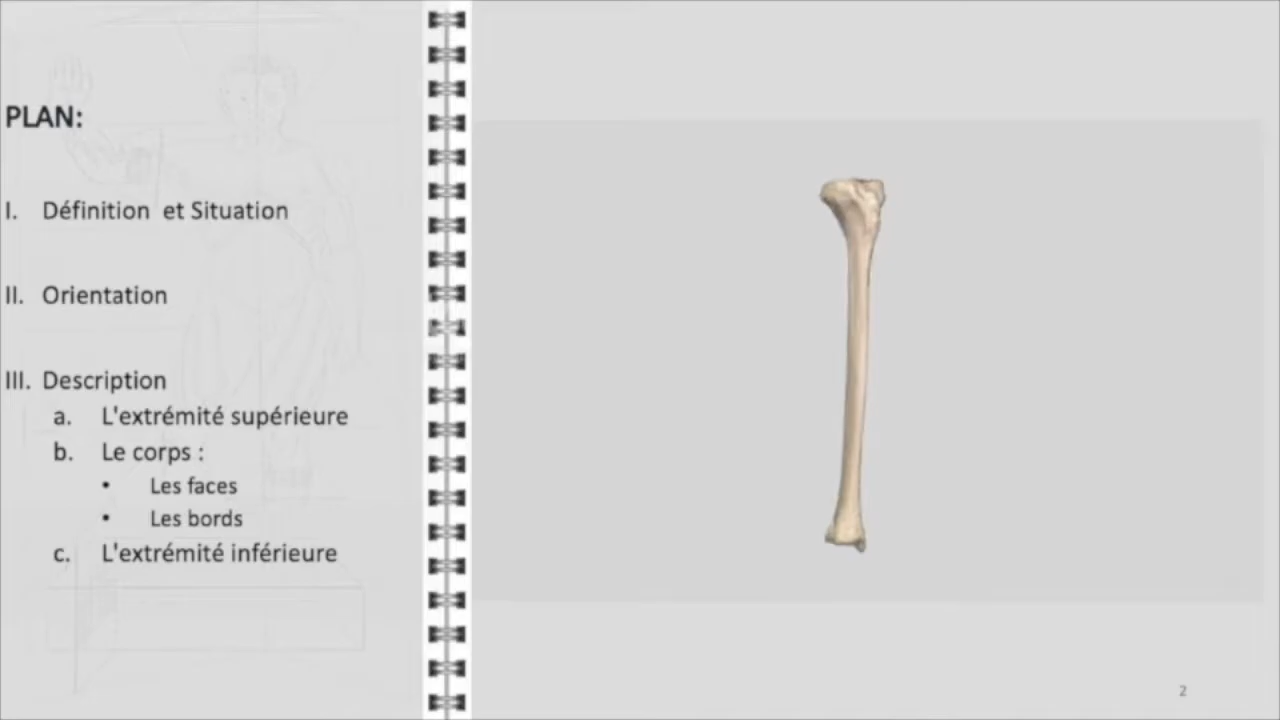 PLAN:
I. Définition et Situation
II. Orientation
III. Description
a. L'extrémité supérieure
b. Le corps :
• Les faces
• Les bords
c. L'extrémité inférieure
2